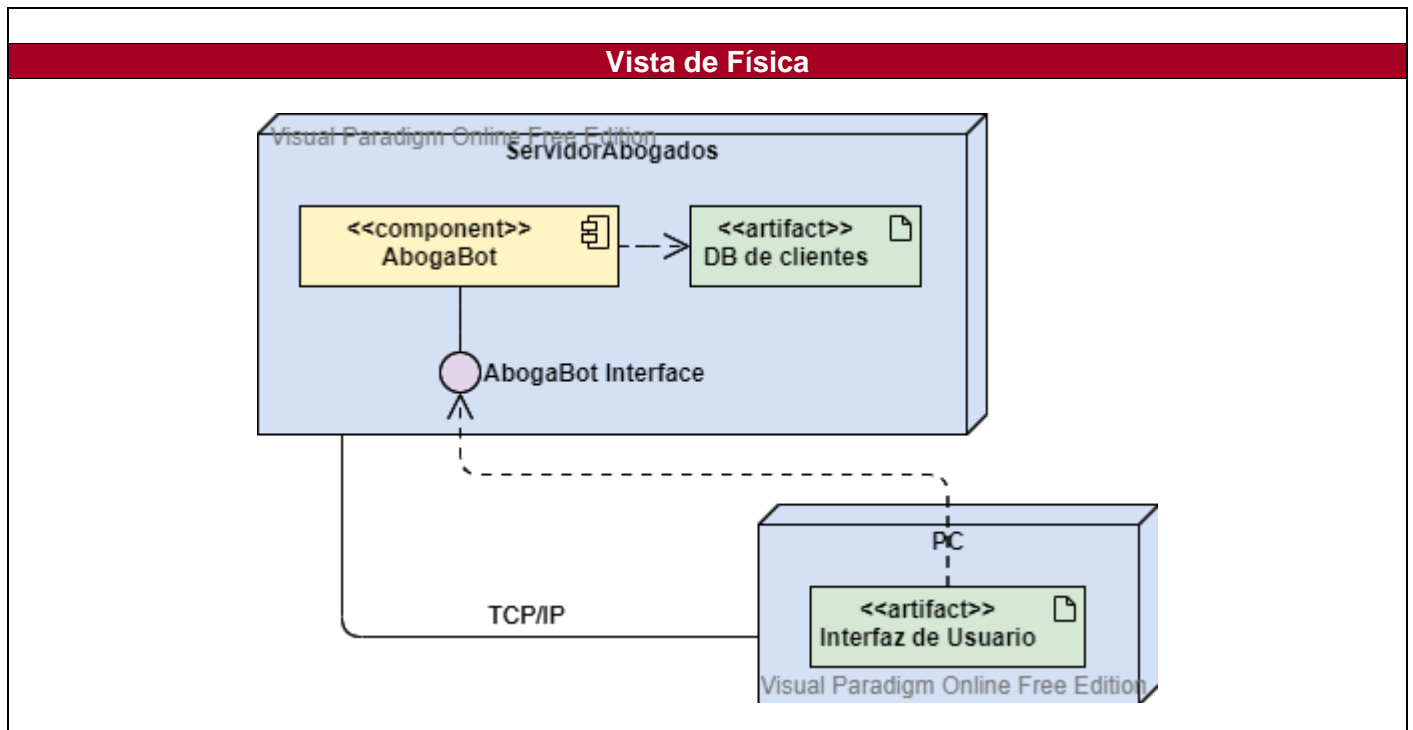 Vista de Física
Visual Paradigm Online Free Edition
ServidorAbogados
<<component>>
AbogaBot
<<artifact>>
DB de clientes
AbogaBot Interface
PC
TCP/IP
<<artifact>>
Interfaz de Usuario
Visual Paradigm Online Free Edition